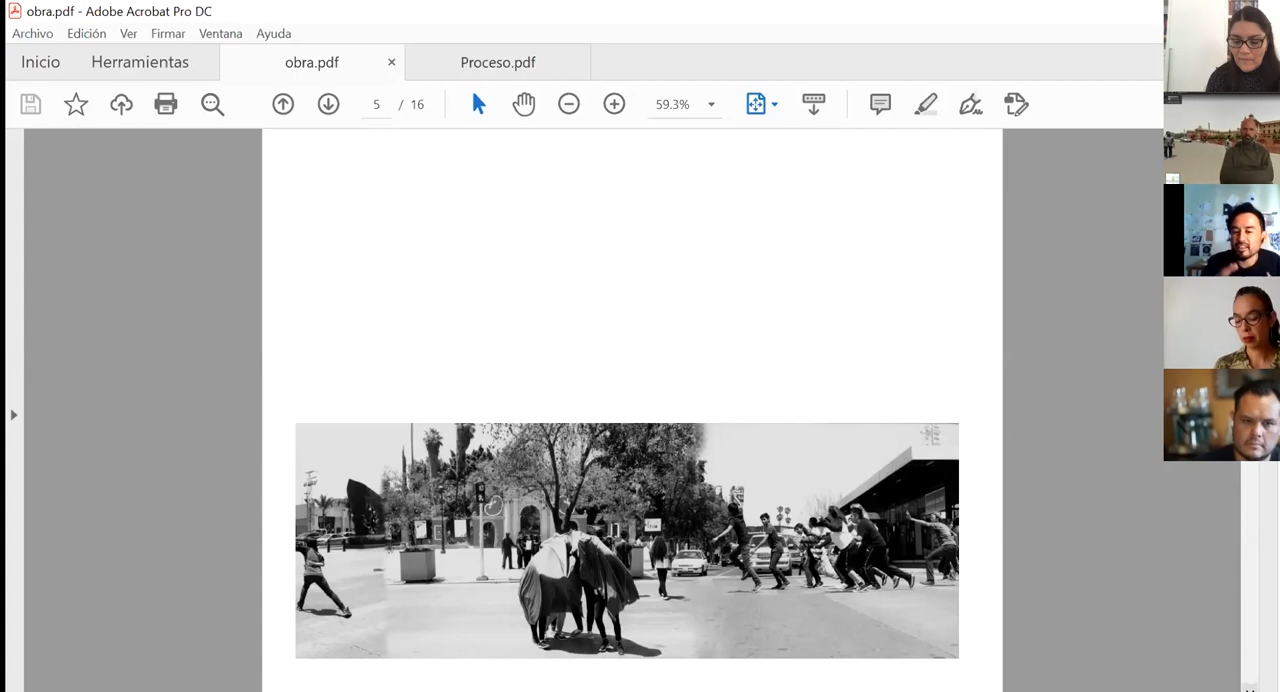 obra.pdf - Adobe Acrobat Pro DC
Archivo Edición Ver Firmar Ventana Ayuda
Inicio Herramientas obra.pdf × Proceso.pdf
5 / 16 59.3%